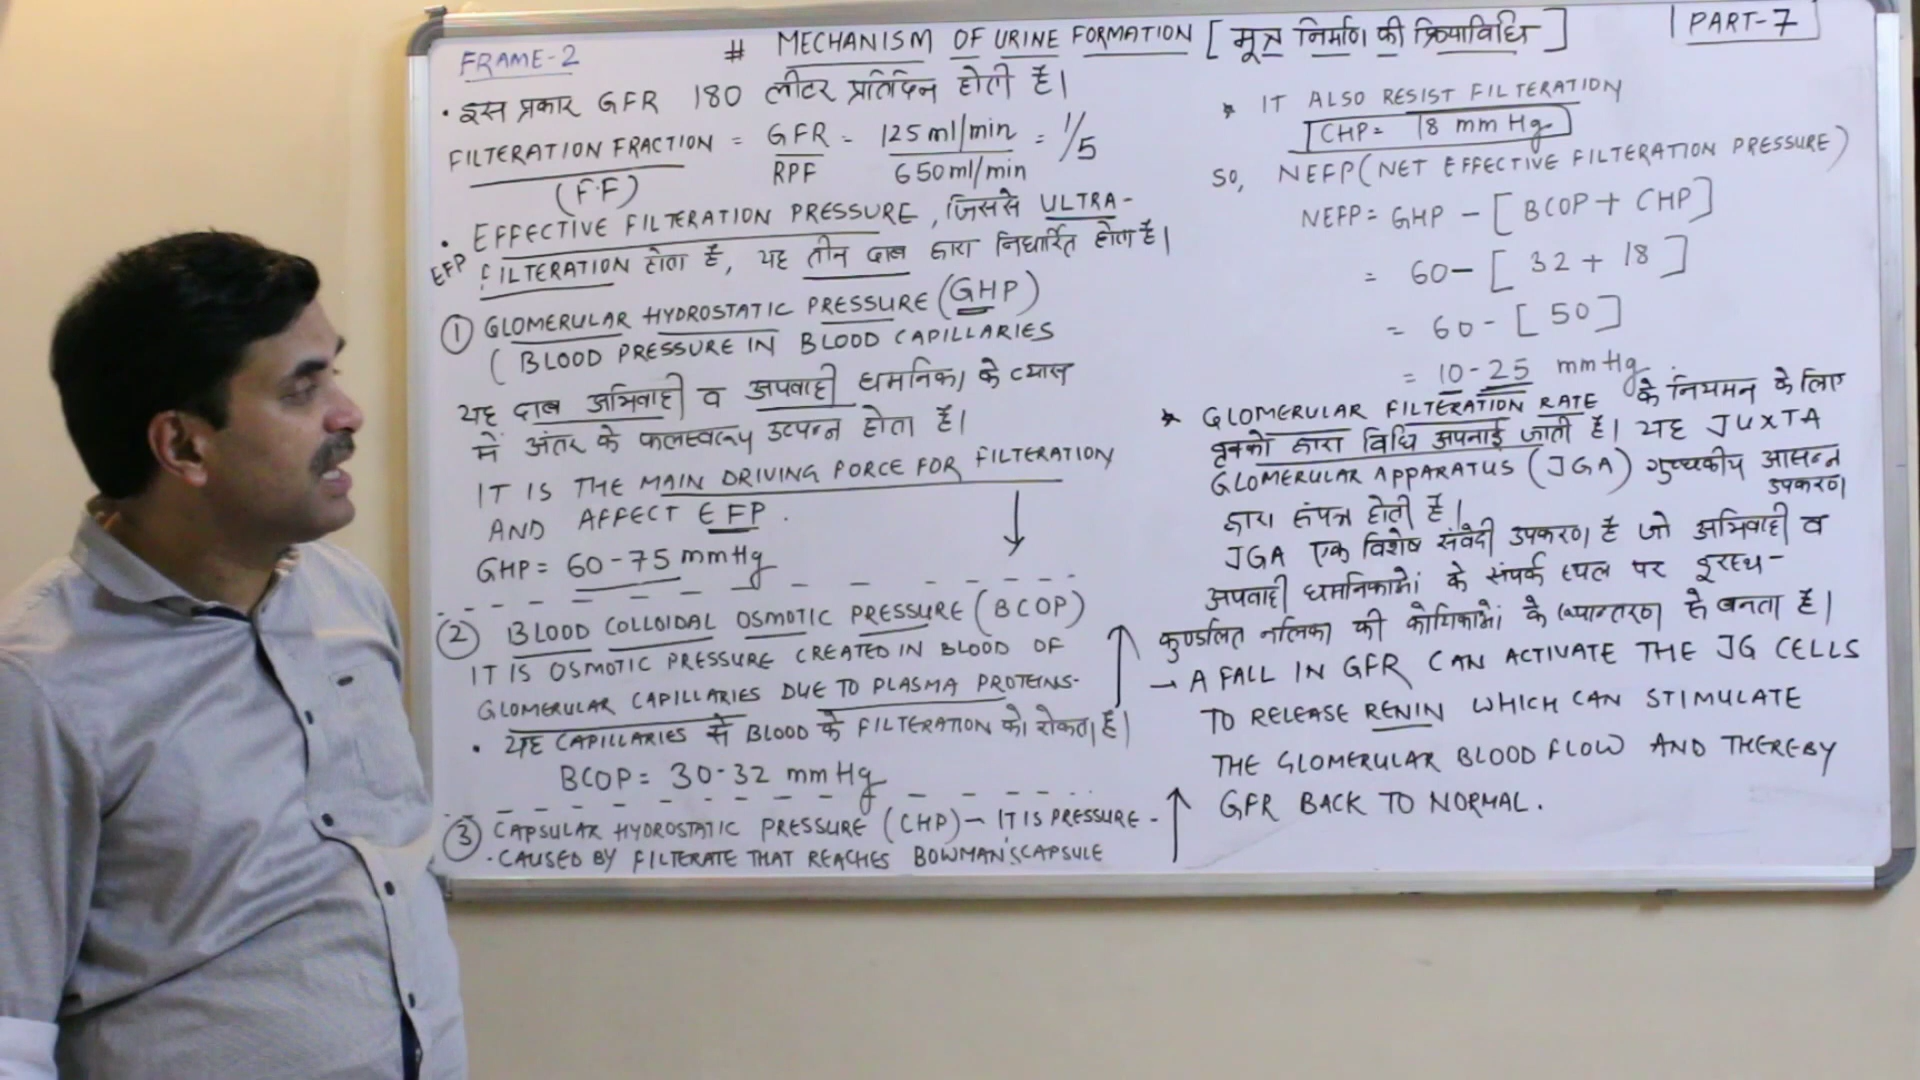 FRAME-2
# MECHANISM OF URINE FORMATION [मूत्र निर्माण की क्रियाविधि]
PART-7
• इस प्रकार GFR 180 लीटर प्रतिदिन होती है।
FILTERATION FRACTION = GFR/RPF = 125 ml/min / 650 ml/min = 1/5
(F.F)
• EFFECTIVE FILTERATION PRESSURE, जिससे ULTRA-
EFP FILTERATION होता है, यह तीन दाब द्वारा निर्धारित होता है।
① GLOMERULAR HYDROSTATIC PRESSURE (GHP)
( BLOOD PRESSURE IN BLOOD CAPILLARIES
यह दाब अभिवाही व अपवाही धमनिका के व्यास
में अंतर के फलस्वरूप उत्पन्न होता है।
IT IS THE MAIN DRIVING FORCE FOR FILTERATION
AND AFFECT EFP.
GHP = 60-75 mmHg
② BLOOD COLLOIDAL OSMOTIC PRESSURE (BCOP)
IT IS OSMOTIC PRESSURE CREATED IN BLOOD OF
GLOMERULAR CAPILLARIES DUE TO PLASMA PROTEINS.
• यह CAPILLARIES से BLOOD के FILTERATION को रोकता है।
BCOP = 30-32 mmHg
③ CAPSULAR HYDROSTATIC PRESSURE (CHP) - IT IS PRESSURE -
- CAUSED BY FILTERATE THAT REACHES BOWMAN'S CAPSULE
* IT ALSO RESIST FILTERATION
CHP = 18 mm Hg
SO, NEFP (NET EFFECTIVE FILTERATION PRESSURE)
NEFP = GHP - [BCOP + CHP]
= 60 - [32 + 18]
= 60 - [50]
= 10-25 mmHg
* GLOMERULAR FILTERATION RATE के नियमन के लिए
वृक्को द्वारा विधि अपनाई जाती है। यह JUXTA
GLOMERULAR APPARATUS (JGA) गुच्छकीय आसन्न
उपकरण
द्वारा संपन्न होती है।
JGA एक विशेष संवेदी उपकरण है जो अभिवाही व
अपवाही धमनिकाओं के संपर्क स्थल पर दूरस्थ-
कुण्डलित नलिका की कोशिकाओं के रूपान्तरण से बनता है।
→ A FALL IN GFR CAN ACTIVATE THE JG CELLS
TO RELEASE RENIN WHICH CAN STIMULATE
THE GLOMERULAR BLOOD FLOW AND THEREBY
GFR BACK TO NORMAL.